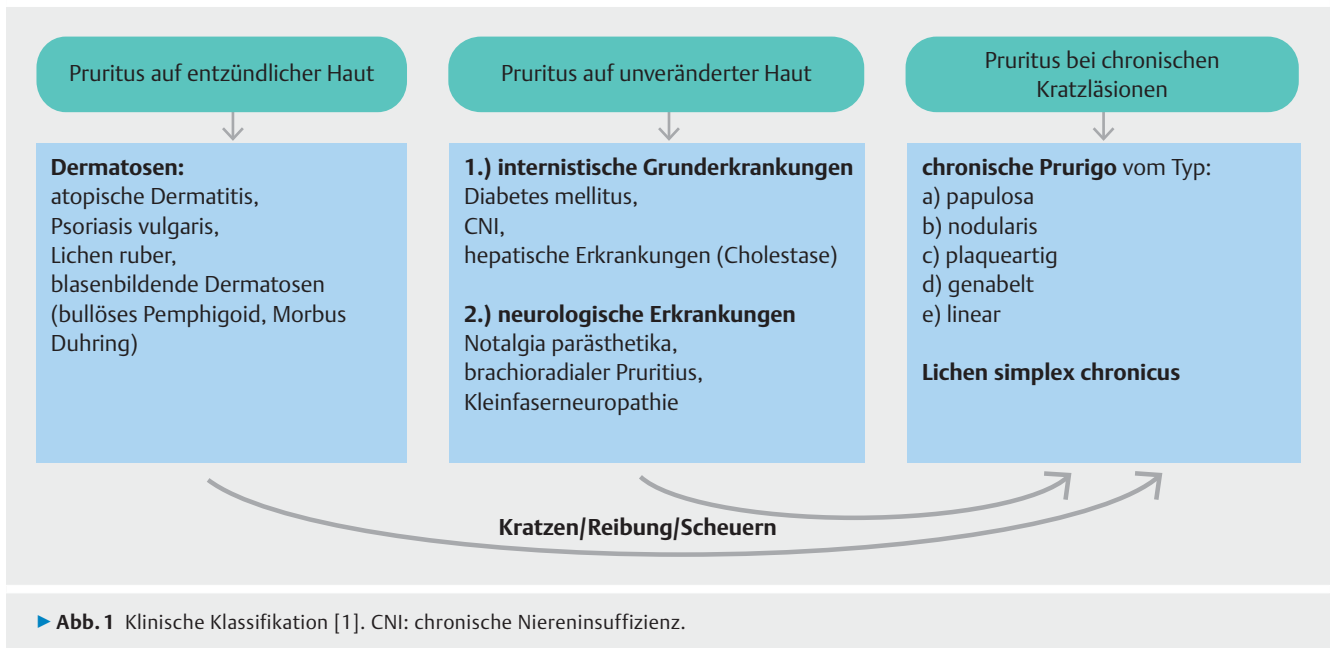 Pruritus auf entzündlicher Haut
Dermatosen:
atopische Dermatitis,
Psoriasis vulgaris,
Lichen ruber,
blasenbildende Dermatosen
(bullöses Pemphigoid, Morbus
Duhring)
Pruritus auf unveränderter Haut
1.) internistische Grunderkrankungen
Diabetes mellitus,
CNI,
hepatische Erkrankungen (Cholestase)
2.) neurologische Erkrankungen
Notalgia parästhetika,
brachioradialer Pruritius,
Kleinfaserneuropathie
Pruritus bei chronischen
Kratzläsionen
chronische Prurigo vom Typ:
a) papulosa
b) nodularis
c) plaqueartig
d) genabelt
e) linear
Lichen simplex chronicus
Kratzen/Reibung/Scheuern
▶ Abb. 1 Klinische Klassifikation [1]. CNI: chronische Niereninsuffizienz.